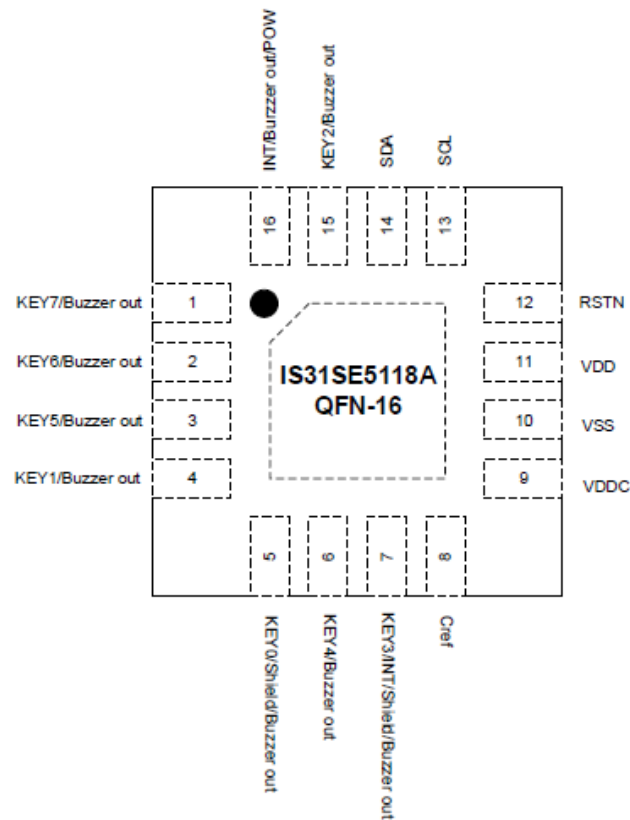 INT/Burzzer out/POW
KEY2/Buzzer out
SDA
SCL
16
15
14
13
KEY7/Buzzer out
1
12
RSTN
KEY6/Buzzer out
2
11
VDD
KEY5/Buzzer out
3
10
VSS
KEY1/Buzzer out
4
9
VDDC
IS31SE5118A
QFN-16
5
6
7
8
KEY0/Shield/Buzzer out
KEY4/Buzzer out
KEY3/INT/Shield/Buzzer out
Cref